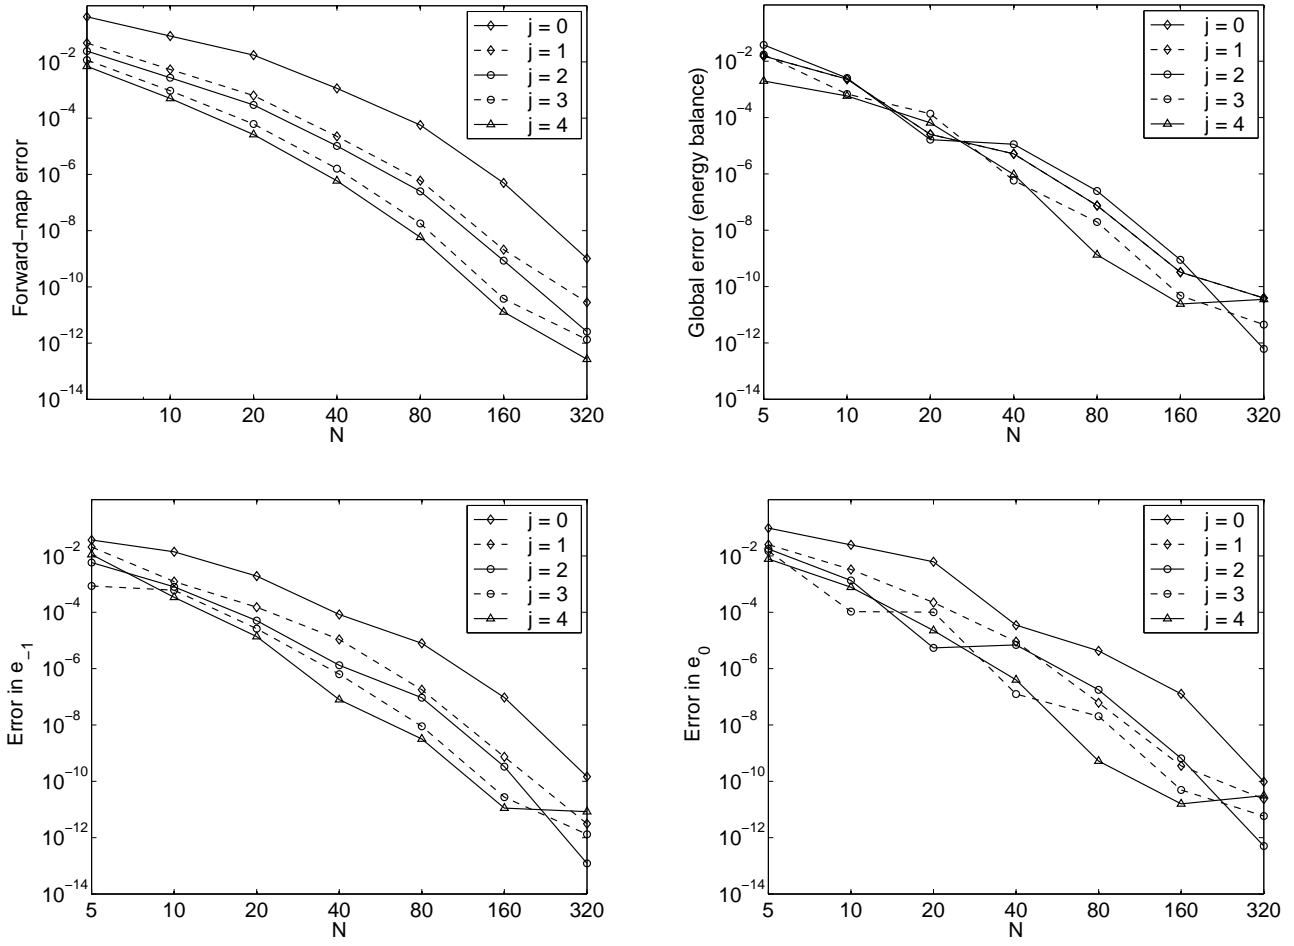 Forward−map error
10^−2
10^−4
10^−6
10^−8
10^−10
10^−12
10^−14
10 20 40 80 160 320
N
j = 0
j = 1
j = 2
j = 3
j = 4
Global error (energy balance)
10^−2
10^−4
10^−6
10^−8
10^−10
10^−12
10^−14
5 10 20 40 80 160 320
N
j = 0
j = 1
j = 2
j = 3
j = 4
Error in e_−1
10^−2
10^−4
10^−6
10^−8
10^−10
10^−12
10^−14
5 10 20 40 80 160 320
N
j = 0
j = 1
j = 2
j = 3
j = 4
Error in e_0
10^−2
10^−4
10^−6
10^−8
10^−10
10^−12
10^−14
5 10 20 40 80 160 320
N
j = 0
j = 1
j = 2
j = 3
j = 4